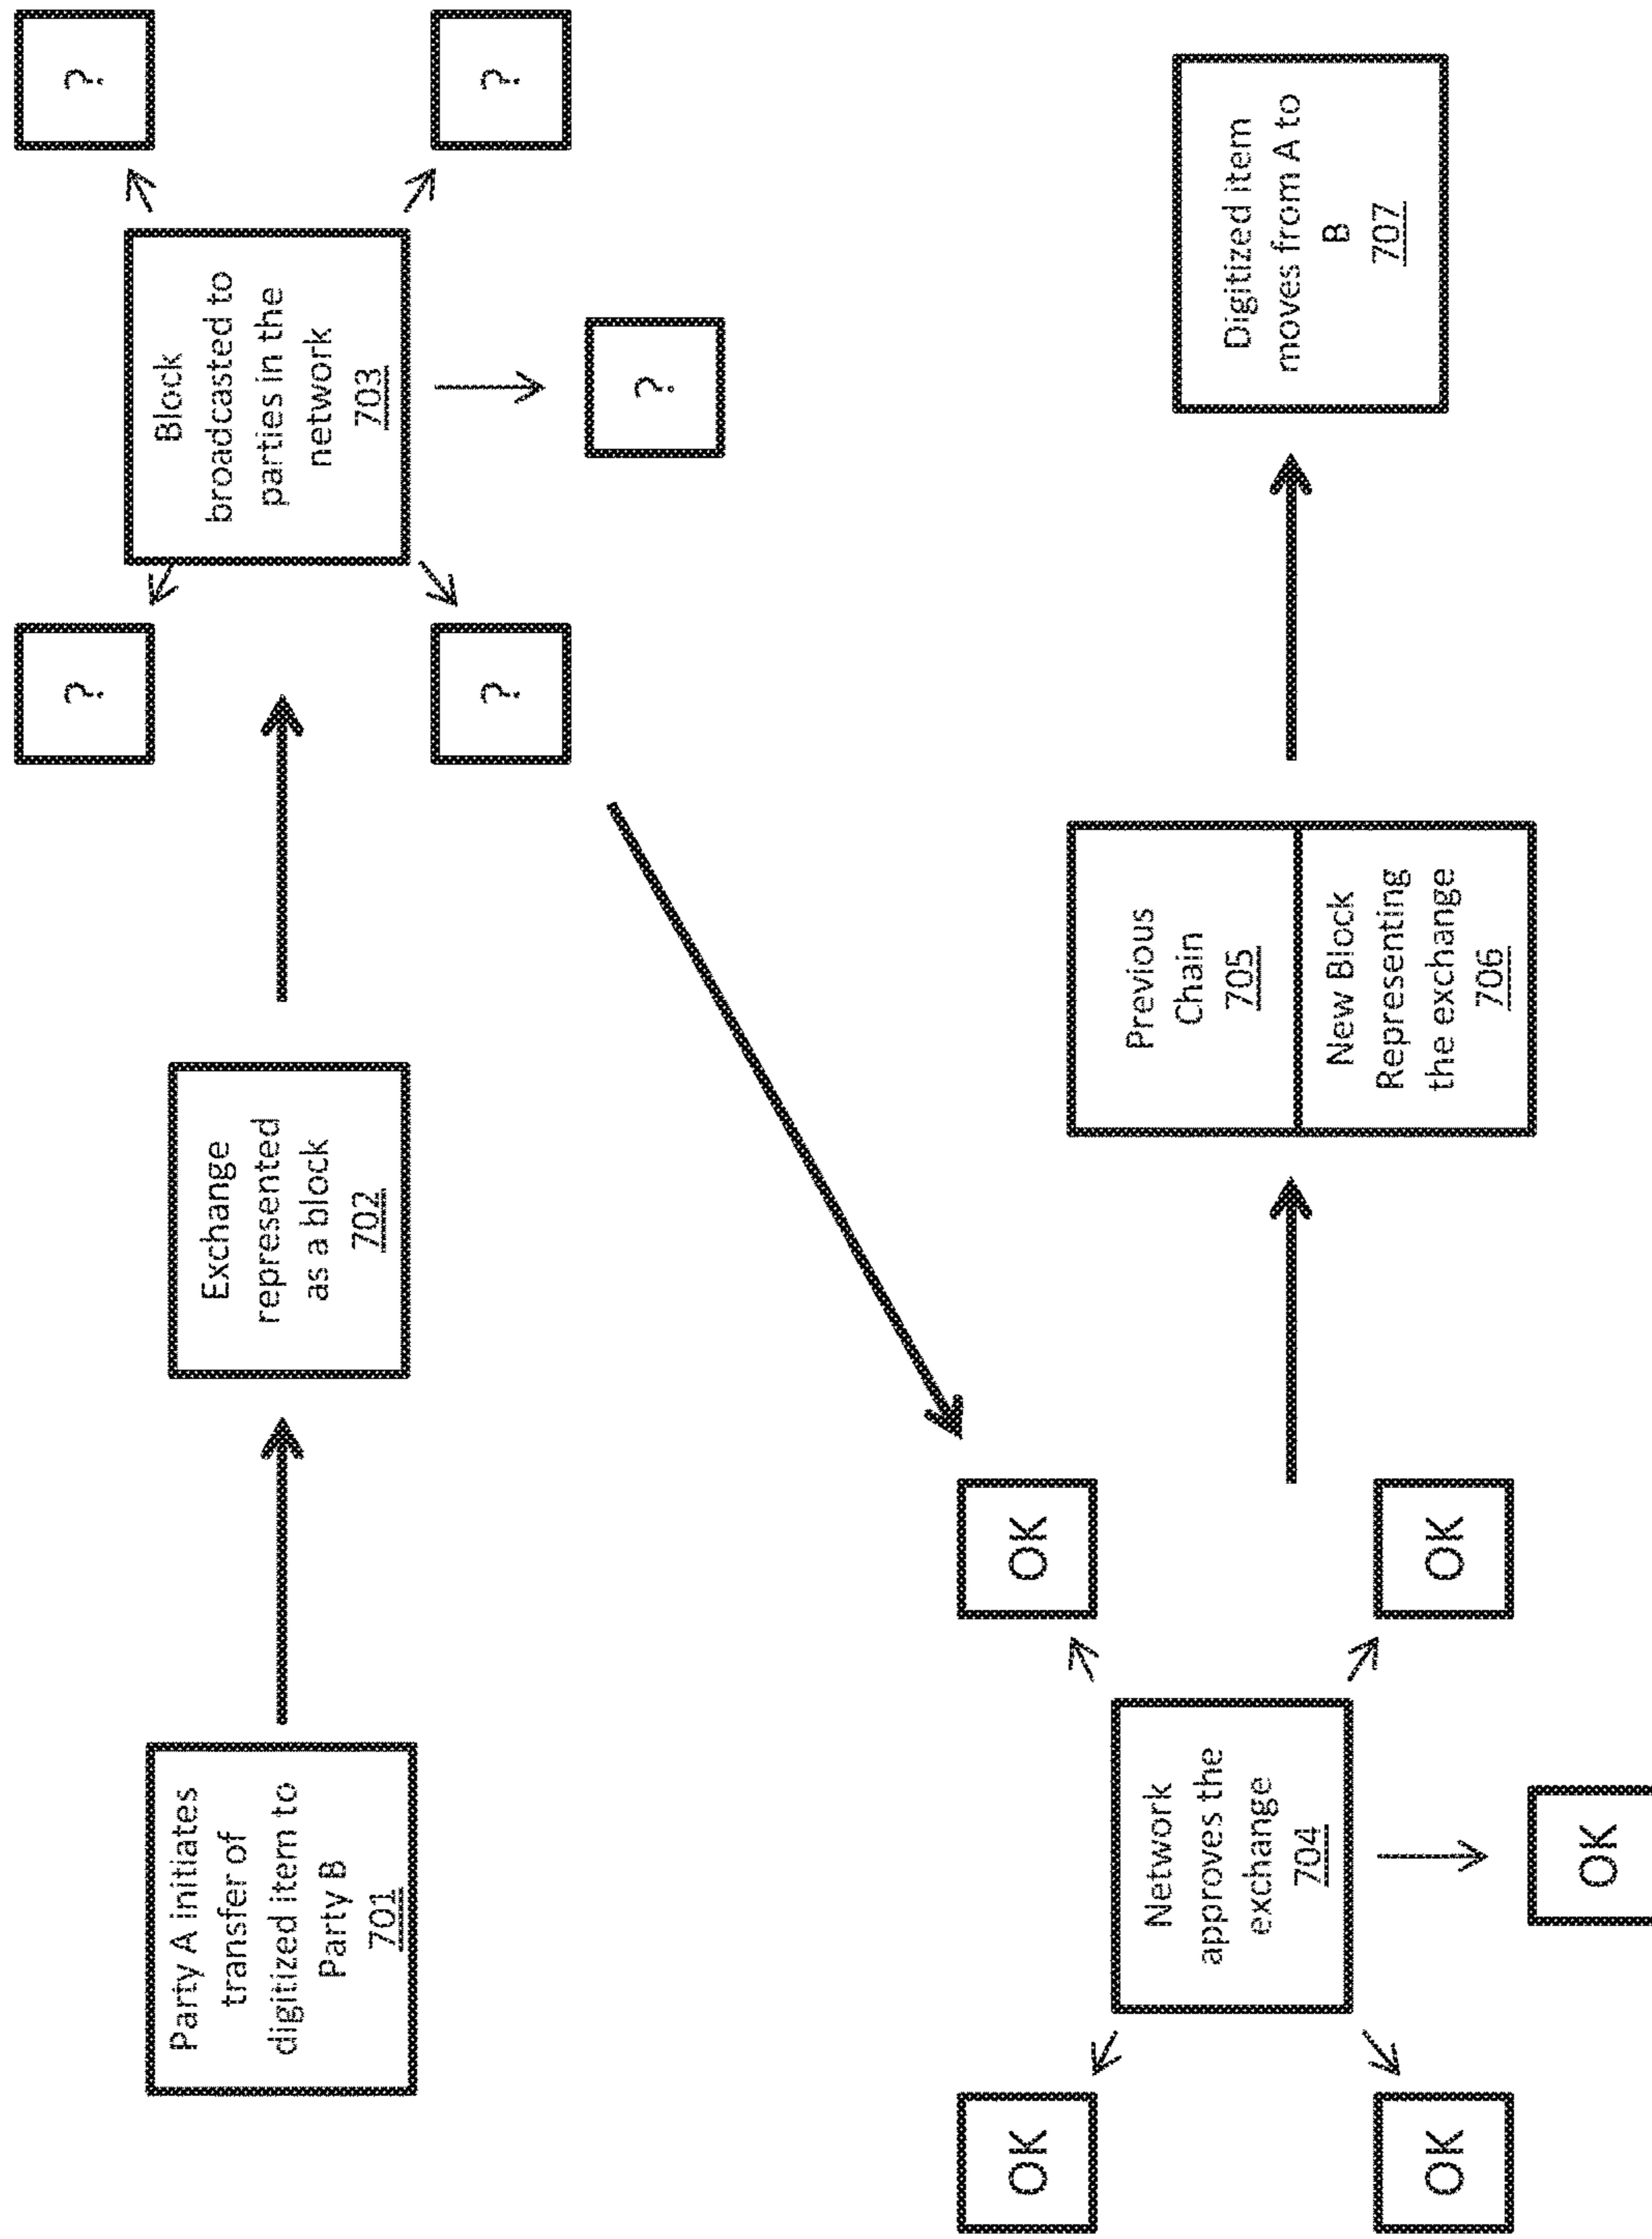 Party A initiates
transfer of
digitized item to
Party B
701
Exchange
represented
as a block
702
?
?
Block
broadcasted to
parties in the
network
703
?
?
?
OK
OK
Network
approves the
exchange
704
OK
OK
OK
Previous
Chain
705
New Block
Representing
the exchange
706
Digitized item
moves from A to
B
707